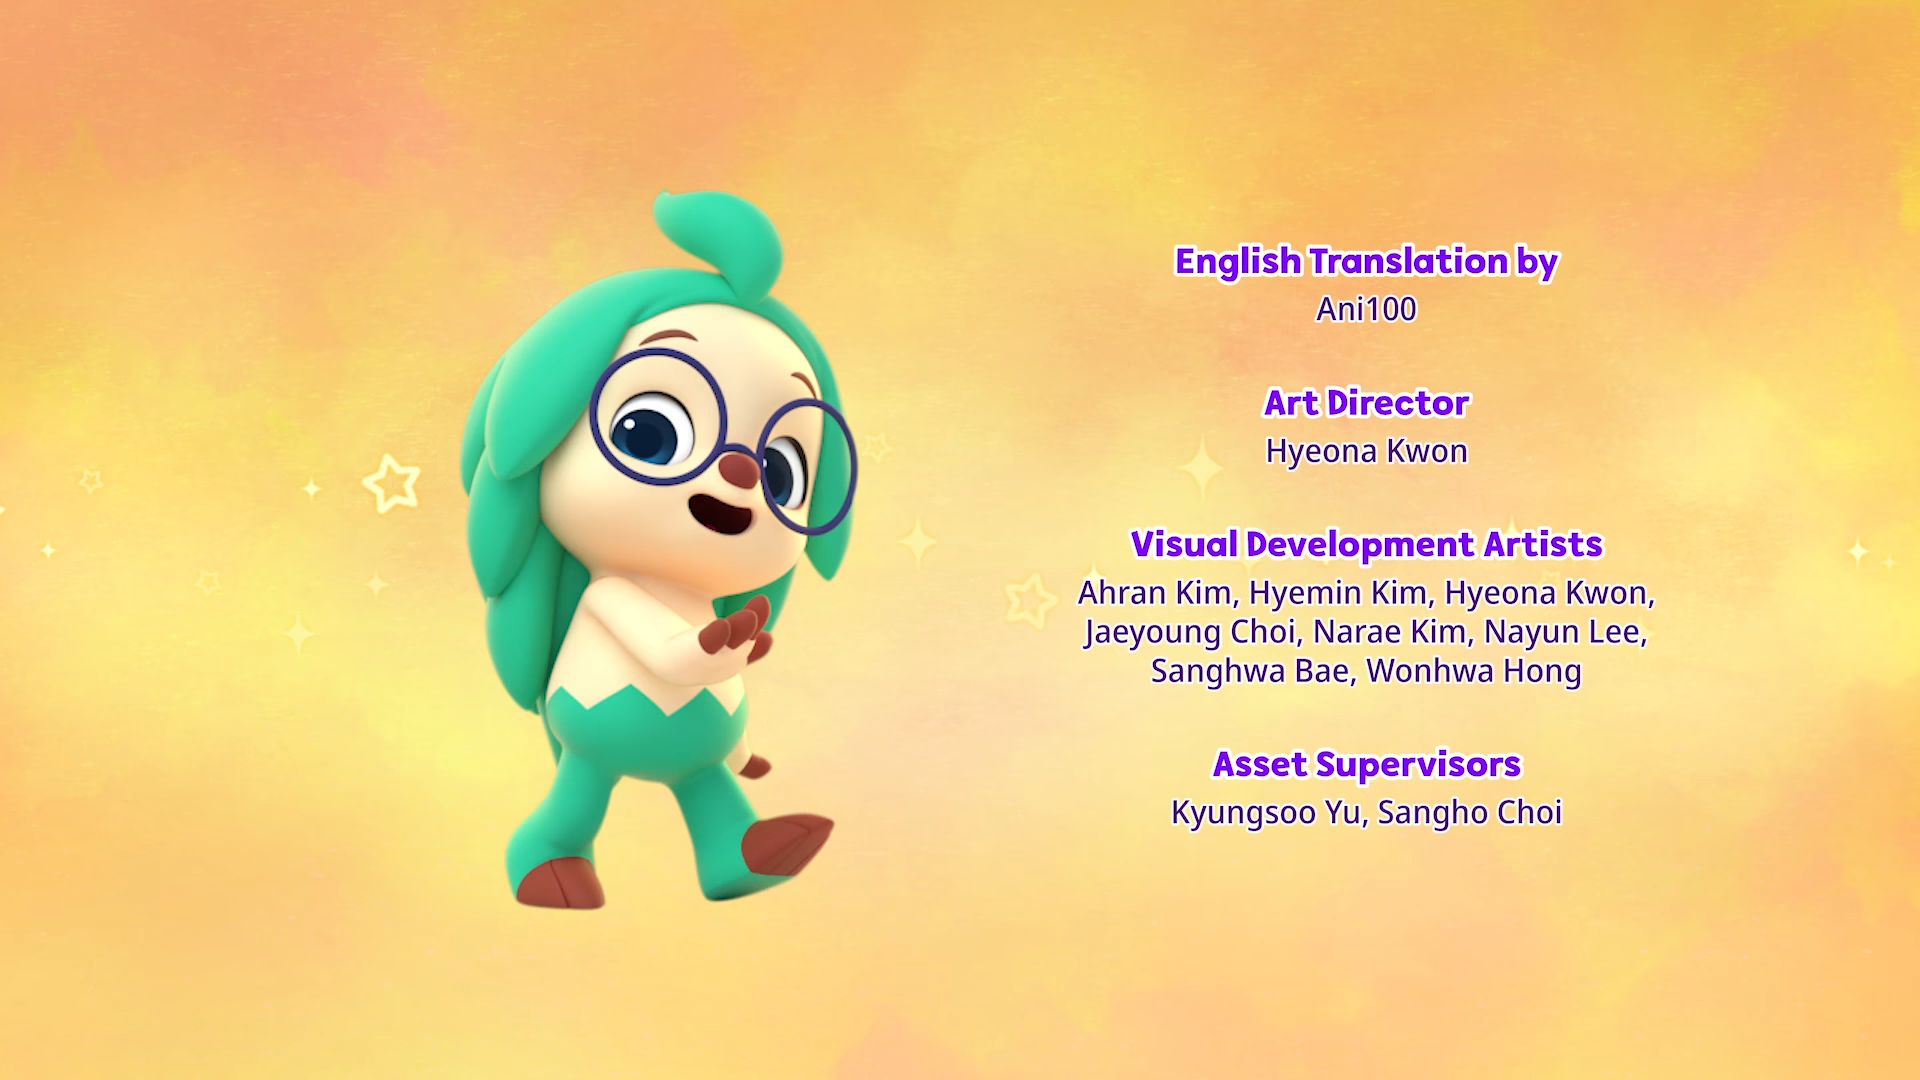 English Translation by
Ani100
Art Director
Hyeona Kwon
Visual Development Artists
Ahran Kim, Hyemin Kim, Hyeona Kwon,
Jaeyoung Choi, Narae Kim, Nayun Lee,
Sanghwa Bae, Wonhwa Hong
Asset Supervisors
Kyungsoo Yu, Sangho Choi